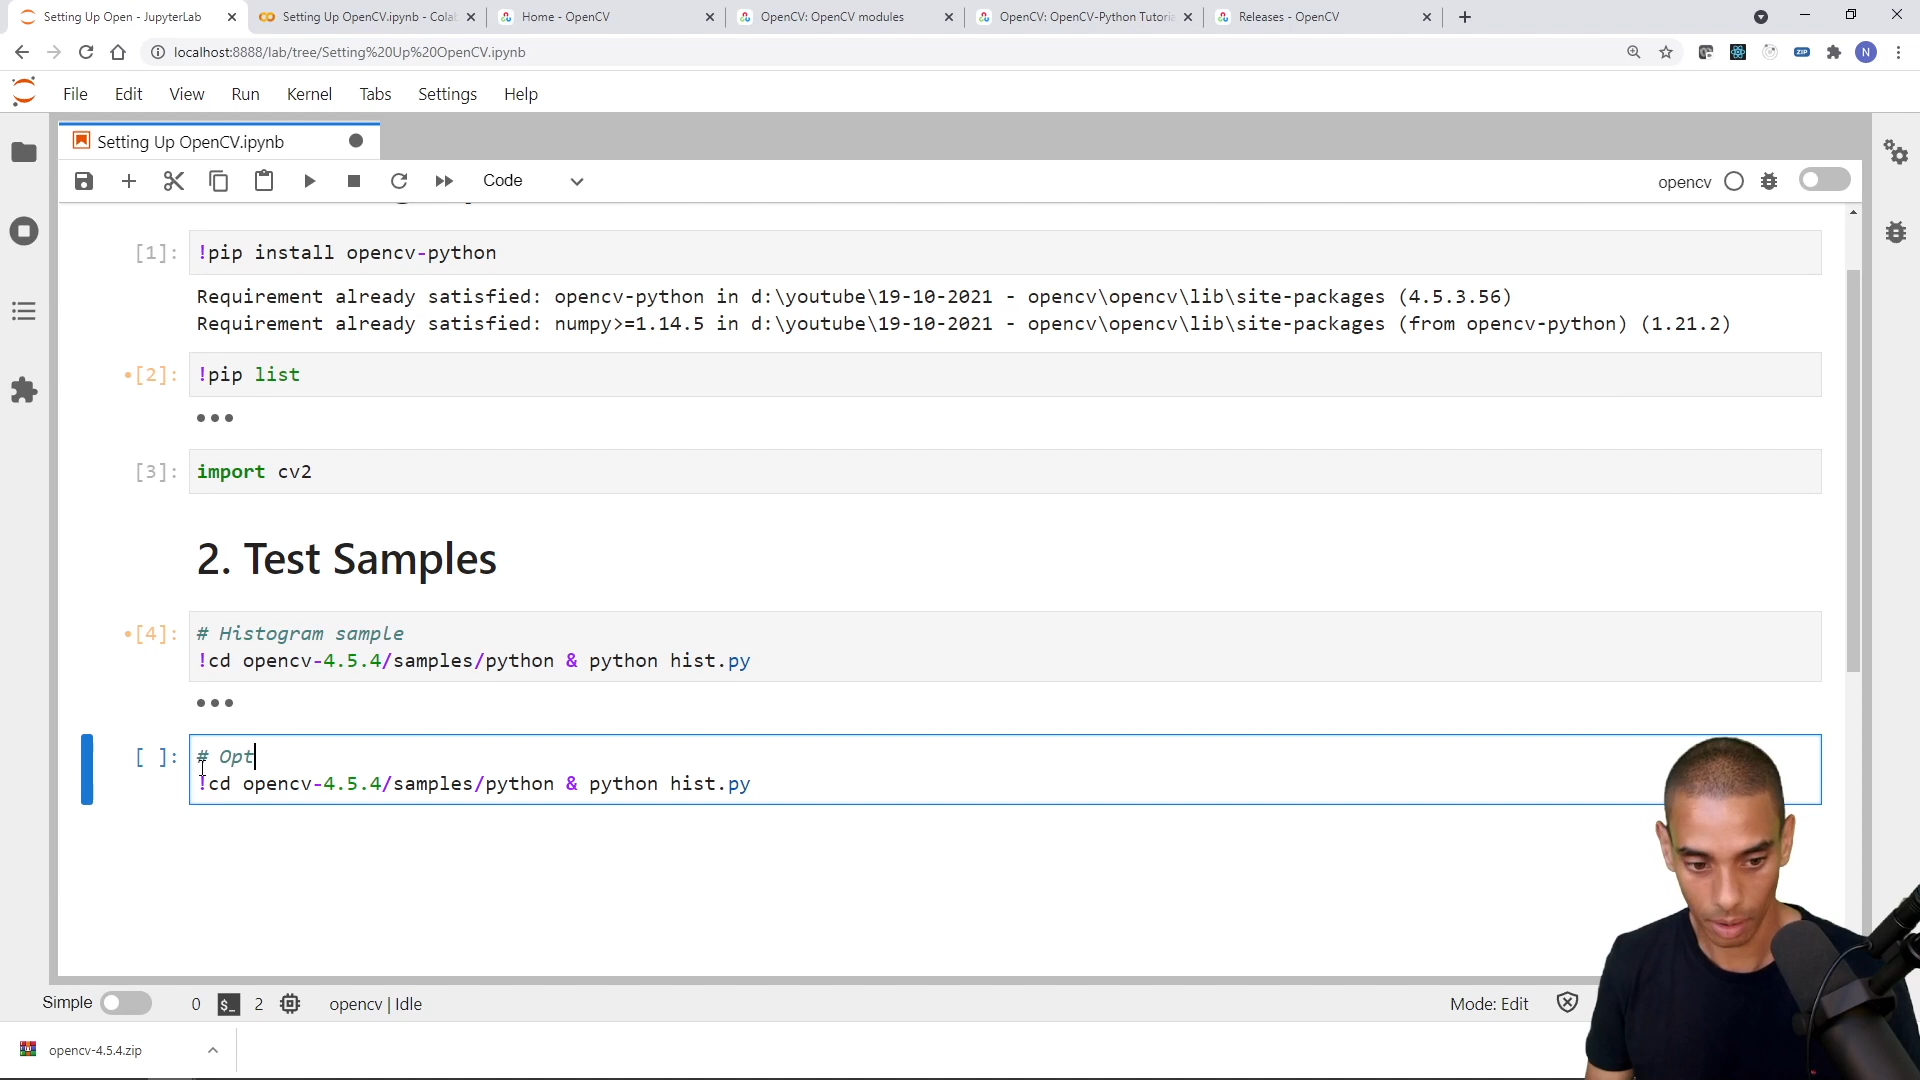 Setting Up Open - JupyterLab
Setting Up OpenCV.ipynb - Cola
Home - OpenCV
OpenCV: OpenCV modules
OpenCV: OpenCV-Python Tutoria
Releases - OpenCV
localhost:8888/lab/tree/Setting%20Up%20OpenCV.ipynb
ZIP
N
File Edit View Run Kernel Tabs Settings Help
Setting Up OpenCV.ipynb
Code
opencv
[1]: !pip install opencv-python
Requirement already satisfied: opencv-python in d:\youtube\19-10-2021 - opencv\opencv\lib\site-packages (4.5.3.56)
Requirement already satisfied: numpy>=1.14.5 in d:\youtube\19-10-2021 - opencv\opencv\lib\site-packages (from opencv-python) (1.21.2)
•[2]: !pip list
[3]: import cv2
2. Test Samples
•[4]: # Histogram sample
!cd opencv-4.5.4/samples/python & python hist.py
[ ]: # Opt
!cd opencv-4.5.4/samples/python & python hist.py
Simple 0 $_ 2 opencv | Idle Mode: Edit
opencv-4.5.4.zip